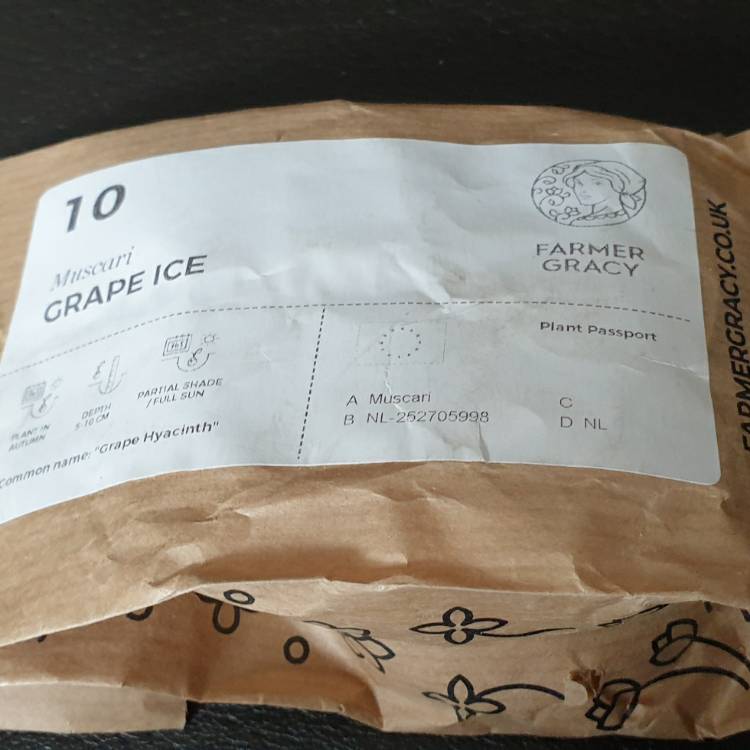 10
Muscari
GRAPE ICE
FARMER
GRACY
FARMERGRACY.CO.UK
PLANT IN
AUTUMN
DEPTH
5-10 CM
PARTIAL SHADE
/FULL SUN
Common name: "Grape Hyacinth"
Plant Passport
A Muscari
B NL-252705998
C
D NL